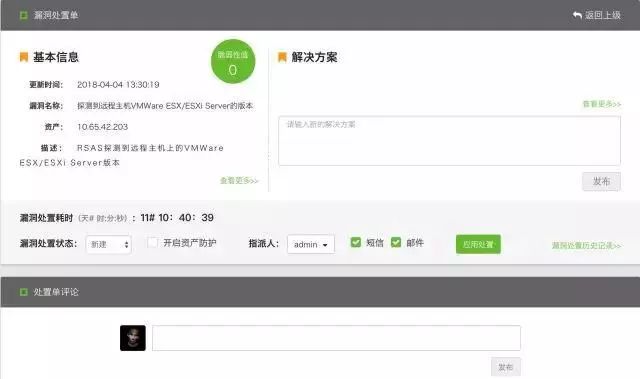 漏洞处置单
返回上级
基本信息
脆弱性值
0
更新时间： 2018-04-04 13:30:19
漏洞名称： 探测到远程主机VMWare ESX/ESXi Server的版本
资产： 10.65.42.203
描述： RSAS探测到远程主机上的VMWare
ESX/ESXi Server版本
查看更多>>
解决方案
查看更多>>
请输入新的解决方案
发布
漏洞处置耗时 (天# 时:分:秒) ： 11# 10： 40： 39
漏洞处置状态： 新建 开启资产防护 指派人： admin 短信 邮件 应用处置 漏洞处置历史记录>>
处置单评论
发布